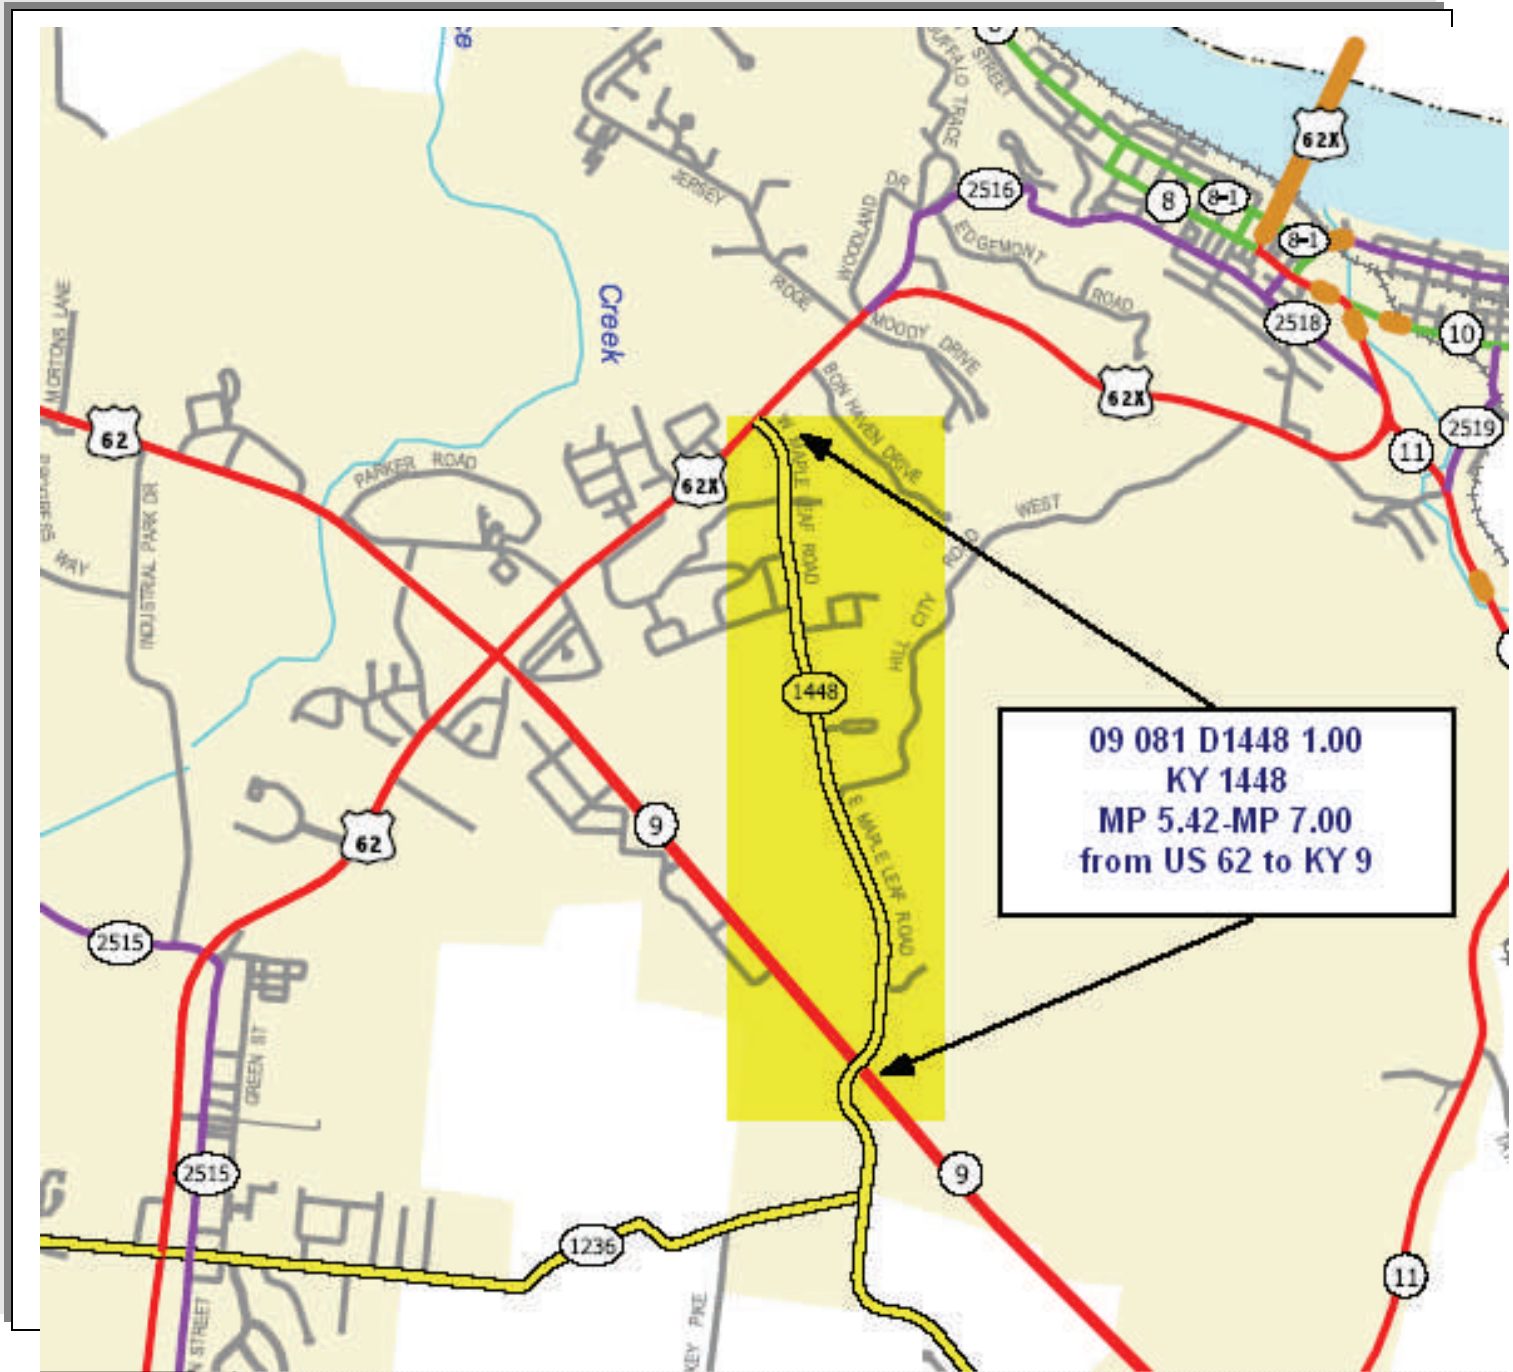 ce
BUFFALO TRACE
STREET
62X
JERSEY
DR
2516
8
8-1
WOODLAND
EDGEMONT
8-1
RIDGE
ROAD
MORTONS LANE
Creek
MOODY DRIVE
2518
10
BON HAVEN DRIVE
62X
62
2519
W MAPLE LEAF ROAD
11
PARKER ROAD
62X
WEST
INDUSTRIAL PARK DR
ROAD
WAY
HILL CITY
1448
09 081 D1448 1.00
KY 1448
MP 5.42-MP 7.00
from US 62 to KY 9
E MAPLE LEAF ROAD
9
62
2515
GREEN ST
2515
9
1236
11
N STREET
KEY PIKE